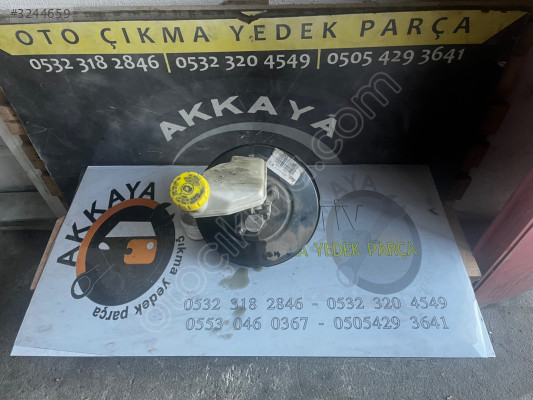 #3244659
OTO ÇIKMA YEDEK PARÇA
0532 318 2846 | 0532 320 4549 | 0505 429 3641
AKKAYA
AKKAYA
çıkma yedek parça
YEDEK PARÇA
0532 318 2846 - 0532 320 4549
0553 046 0367 - 0505429 3641